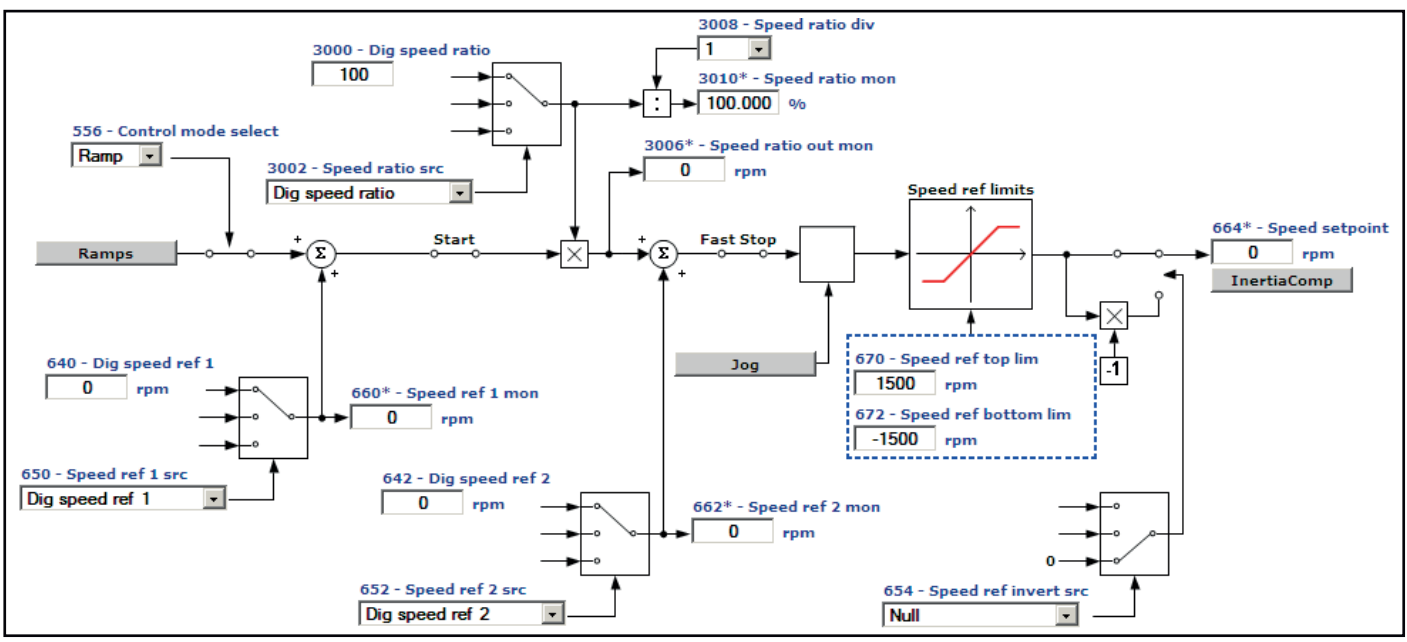 3008 - Speed ratio div
1
3000 - Dig speed ratio
100
3010* - Speed ratio mon
: 100.000 %
556 - Control mode select
Ramp
3006* - Speed ratio out mon
0 rpm
3002 - Speed ratio src
Dig speed ratio
Speed ref limits
664* - Speed setpoint
0 rpm
InertiaComp
Ramps
+ Σ +
Start
×
+ Σ +
Fast Stop
×
-1
640 - Dig speed ref 1
0 rpm
Jog
670 - Speed ref top lim
1500 rpm
660* - Speed ref 1 mon
0 rpm
672 - Speed ref bottom lim
-1500 rpm
650 - Speed ref 1 src
Dig speed ref 1
642 - Dig speed ref 2
0 rpm
662* - Speed ref 2 mon
0 rpm
0
652 - Speed ref 2 src
Dig speed ref 2
654 - Speed ref invert src
Null